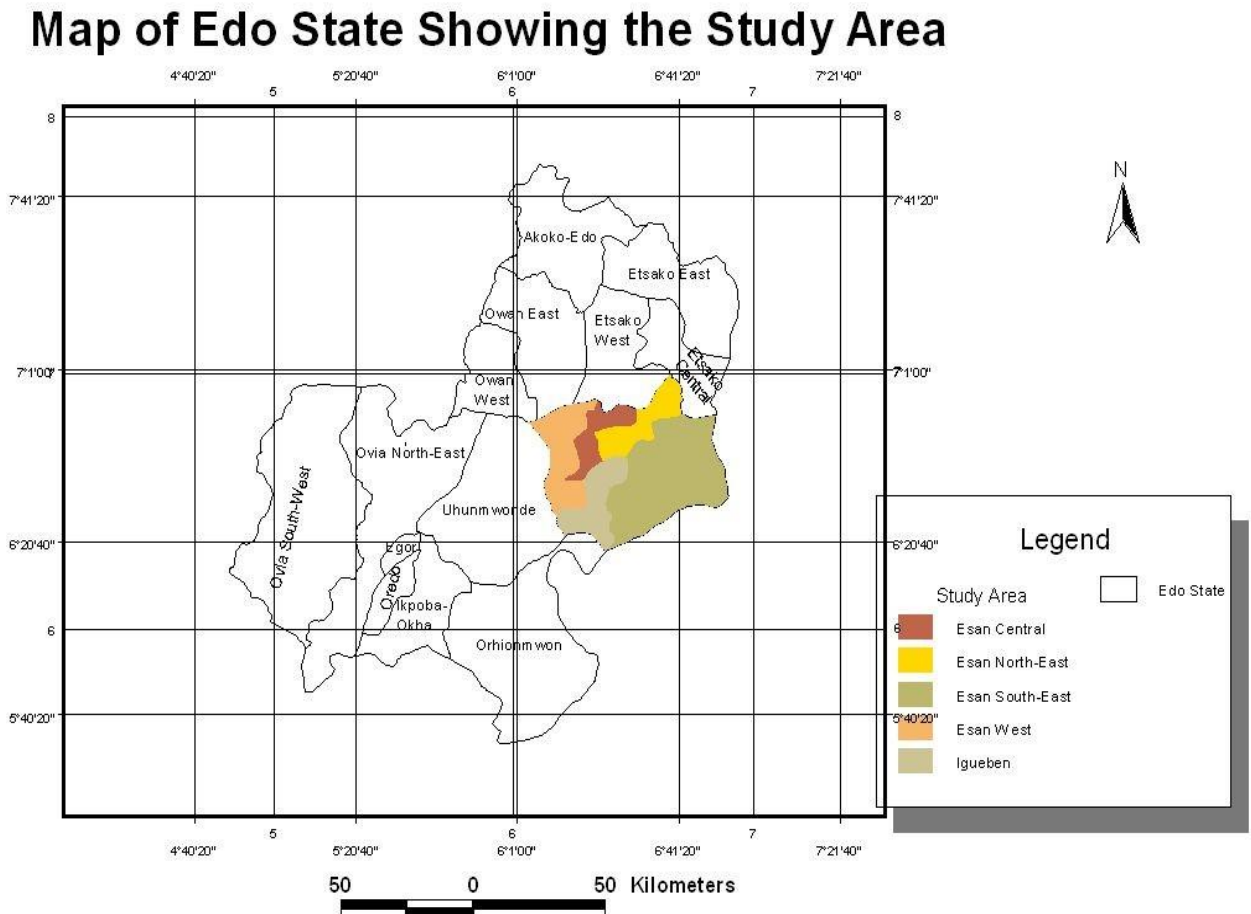 Map of Edo State Showing the Study Area
4°40'20" 5°20'40" 6°1'00" 6°41'20" 7°21'40"
5 6 7
8 8
N
7°41'20" 7°41'20"
Akoko-Edo
Etsako East
Owan East
Etsako
West
Etsako
Central
7°1'00" 7°1'00"
Owan
West
Ovia North-East
Ovia South-West
Uhunmwonde
6°20'40" 6°20'40"
Egor
Oredo
Ikpoba-
Okha
6 6
Orhionmwon
5°40'20" 5°40'20"
Legend
Study Area
Edo State
Esan Central
Esan North-East
Esan South-East
Esan West
Igueben
5 6 7
4°40'20" 5°20'40" 6°1'00" 6°41'20" 7°21'40"
50 0 50 Kilometers